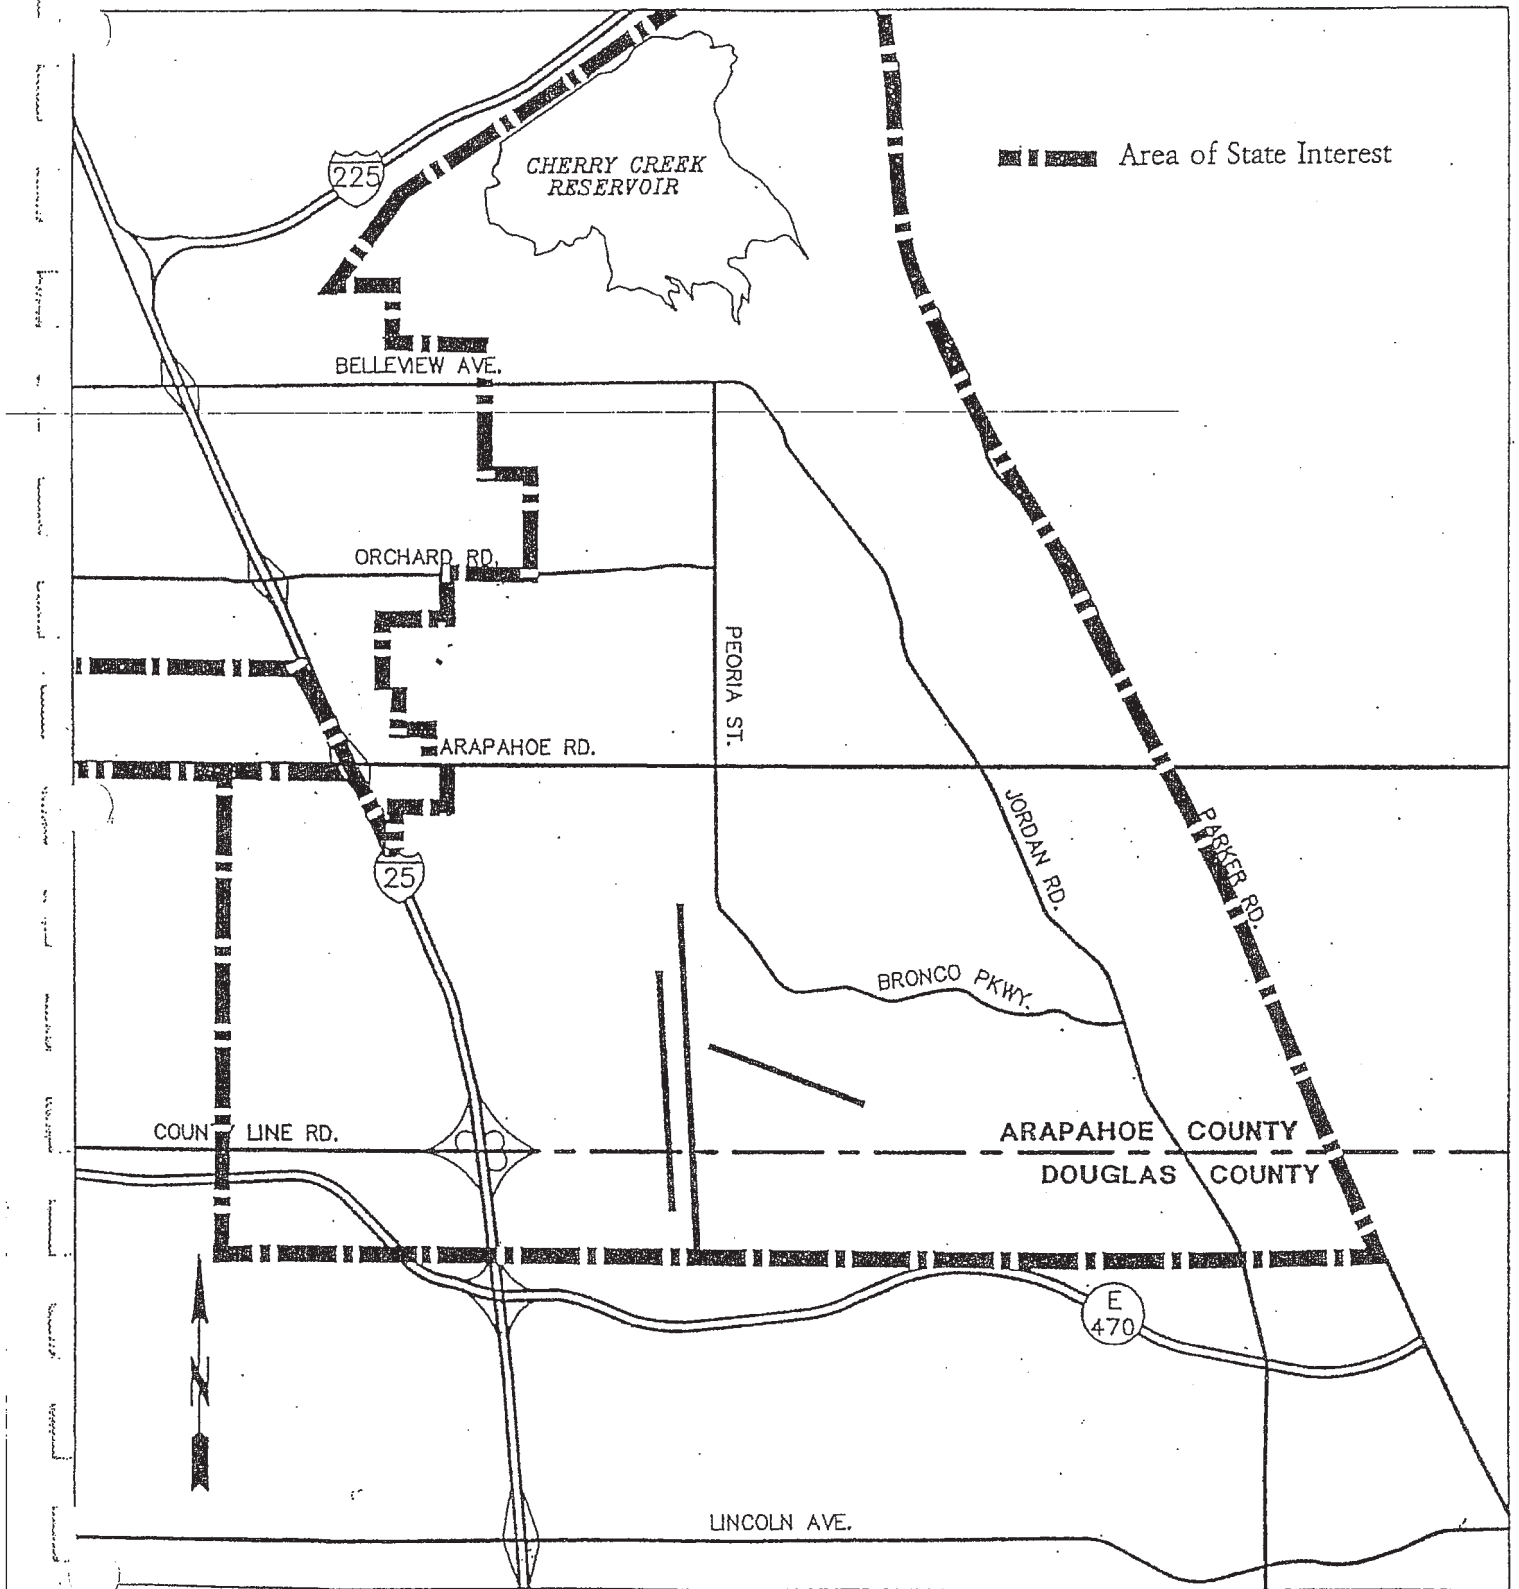 225
CHERRY CREEK
RESERVOIR
Area of State Interest
BELLEVIEW AVE.
ORCHARD RD.
PEORIA ST.
ARAPAHOE RD.
JORDAN RD.
PARKER RD.
25
BRONCO PKWY.
COUNTY LINE RD.
ARAPAHOE COUNTY
DOUGLAS COUNTY
E
470
N
LINCOLN AVE.